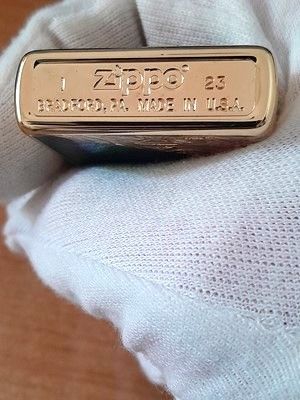 I Zippo® 23
BRADFORD, PA. MADE IN U.S.A.